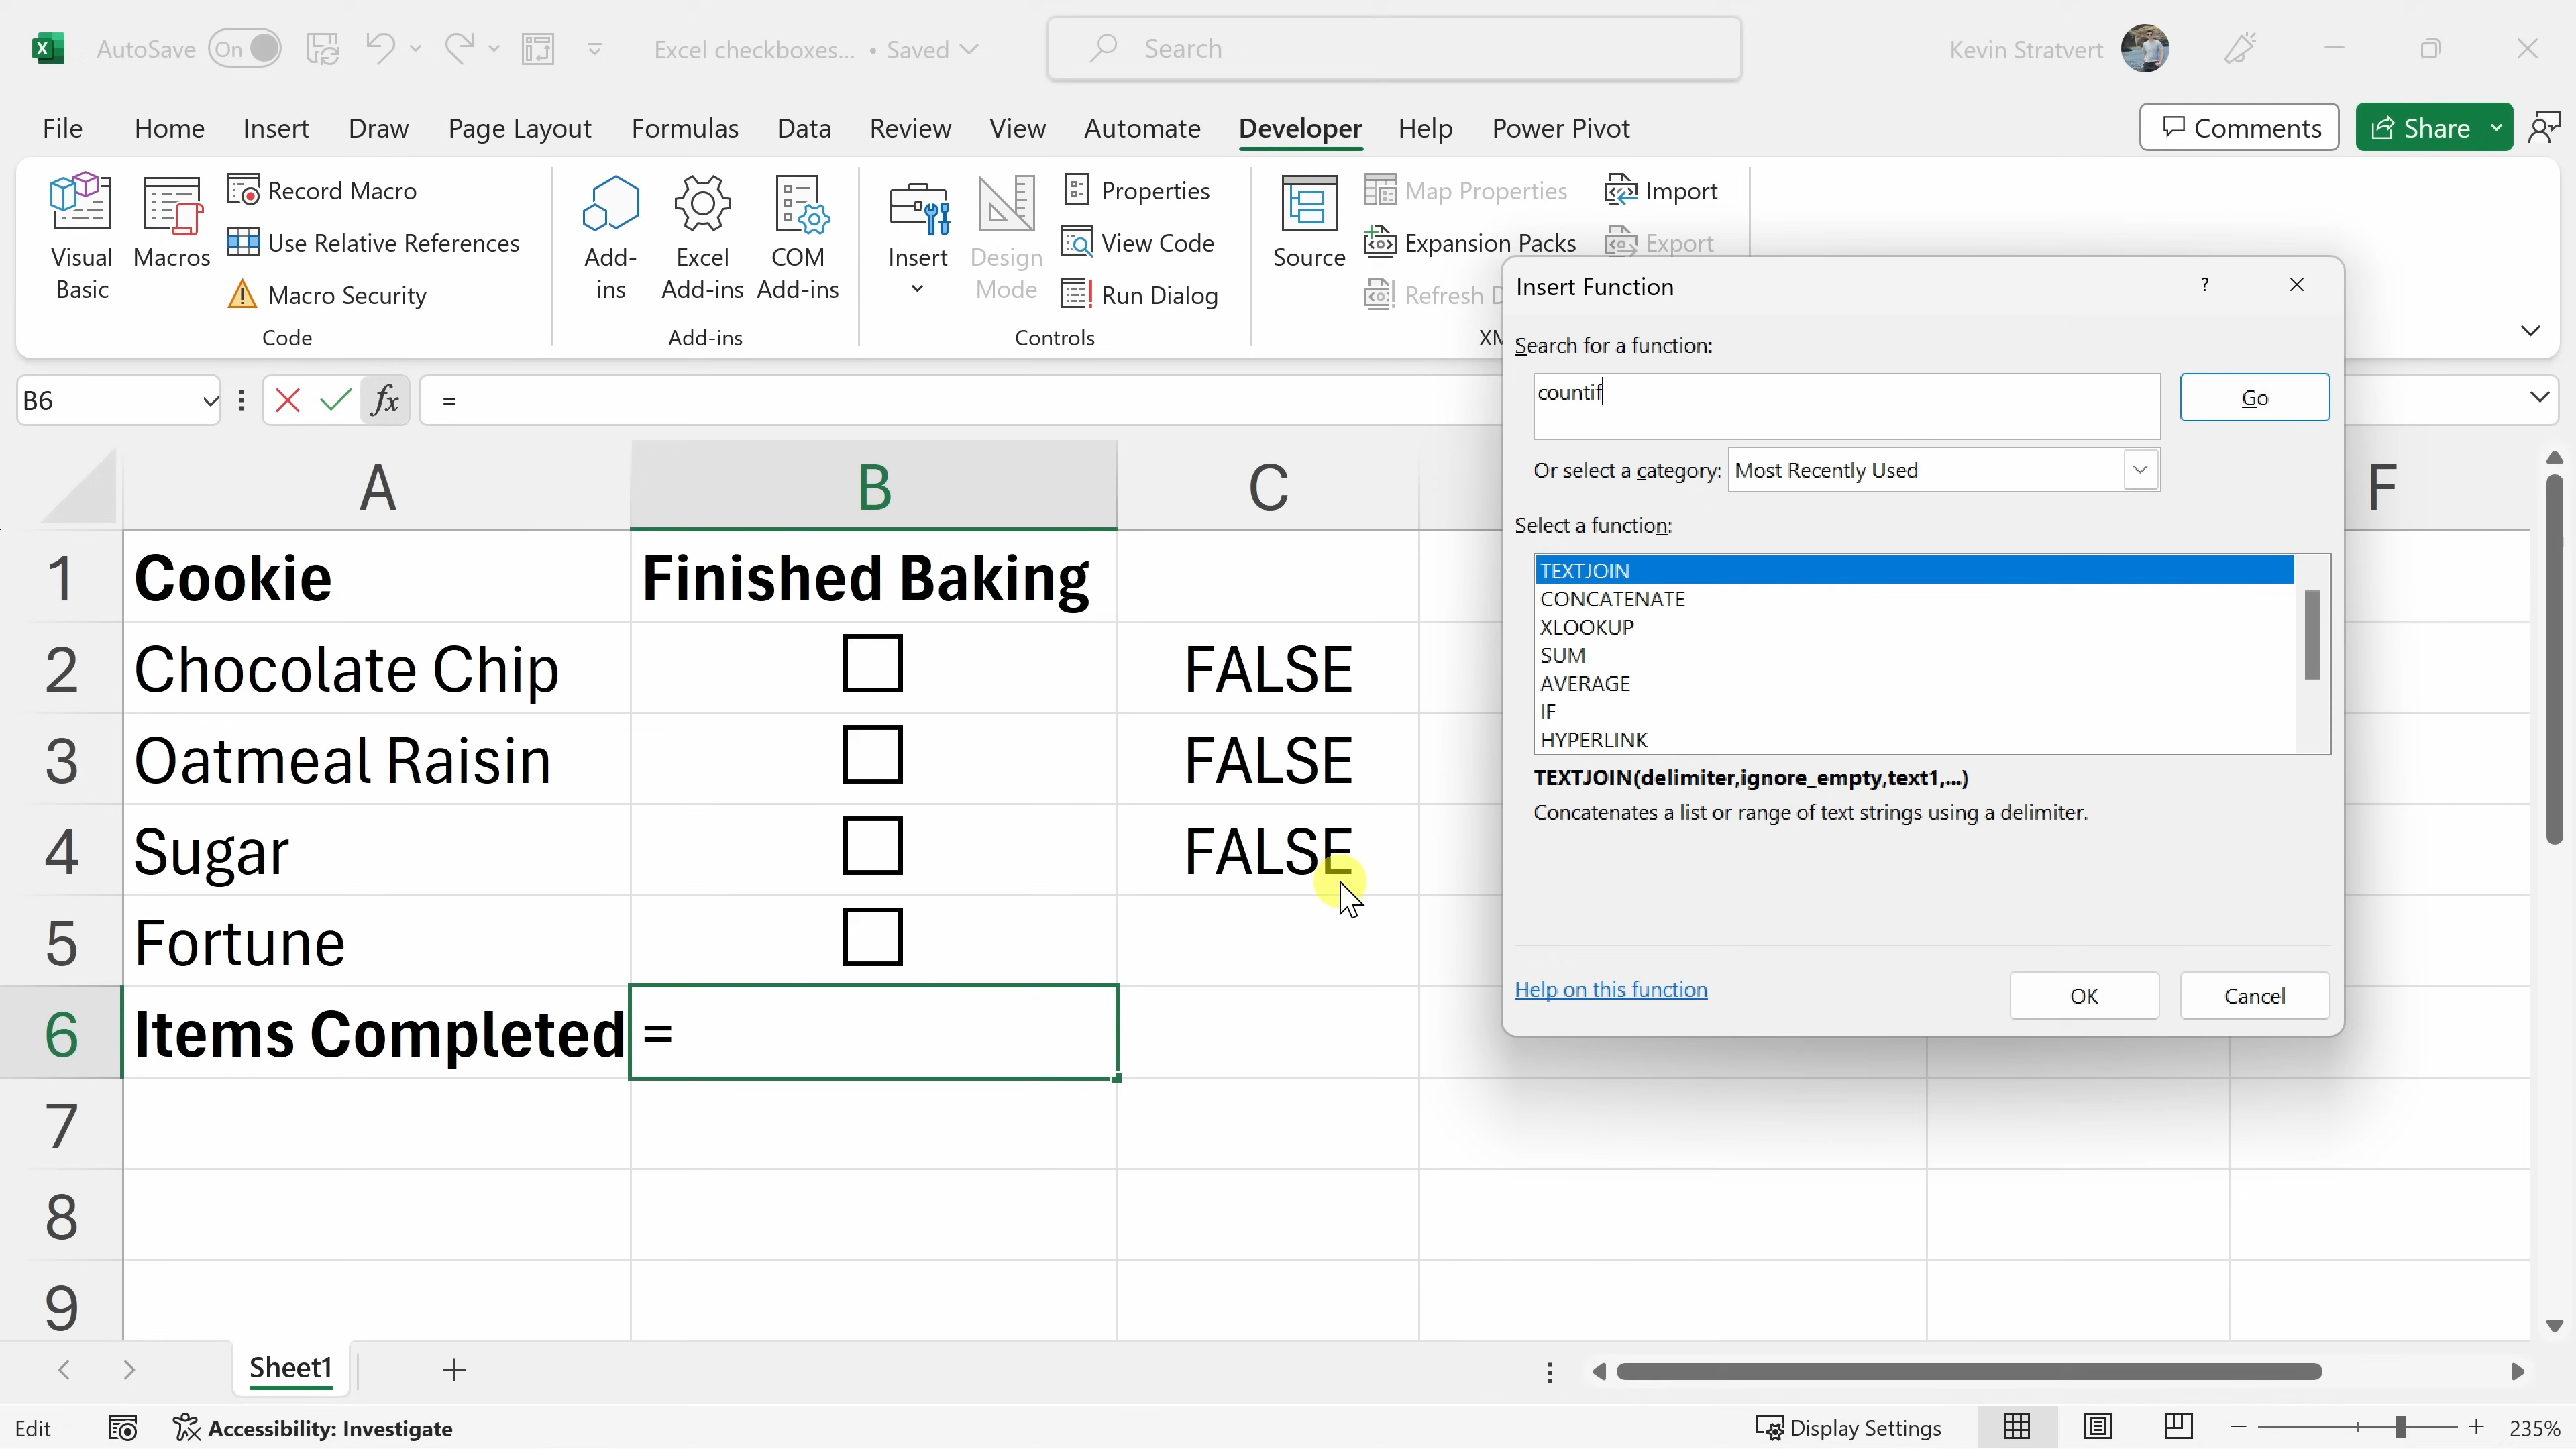 AutoSave On Excel checkboxes... • Saved Search Kevin Stratvert
File Home Insert Draw Page Layout Formulas Data Review View Automate Developer Help Power Pivot Comments Share
Visual Basic
Macros
Record Macro
Use Relative References
Macro Security
Code
Add-ins
Excel Add-ins
COM Add-ins
Add-ins
Insert
Design Mode
Properties
View Code
Run Dialog
Controls
Source
Map Properties
Expansion Packs
Refresh D
Import
Export
XM
B6 fx =
Insert Function ?
Search for a function:
countif
Go
Or select a category: Most Recently Used
Select a function:
TEXTJOIN
CONCATENATE
XLOOKUP
SUM
AVERAGE
IF
HYPERLINK
TEXTJOIN(delimiter,ignore_empty,text1,...)
Concatenates a list or range of text strings using a delimiter.
Help on this function
OK Cancel
A B C F
1 Cookie Finished Baking
2 Chocolate Chip FALSE
3 Oatmeal Raisin FALSE
4 Sugar FALSE
5 Fortune
6 Items Completed =
7
8
9
Sheet1
Edit Accessibility: Investigate Display Settings 235%